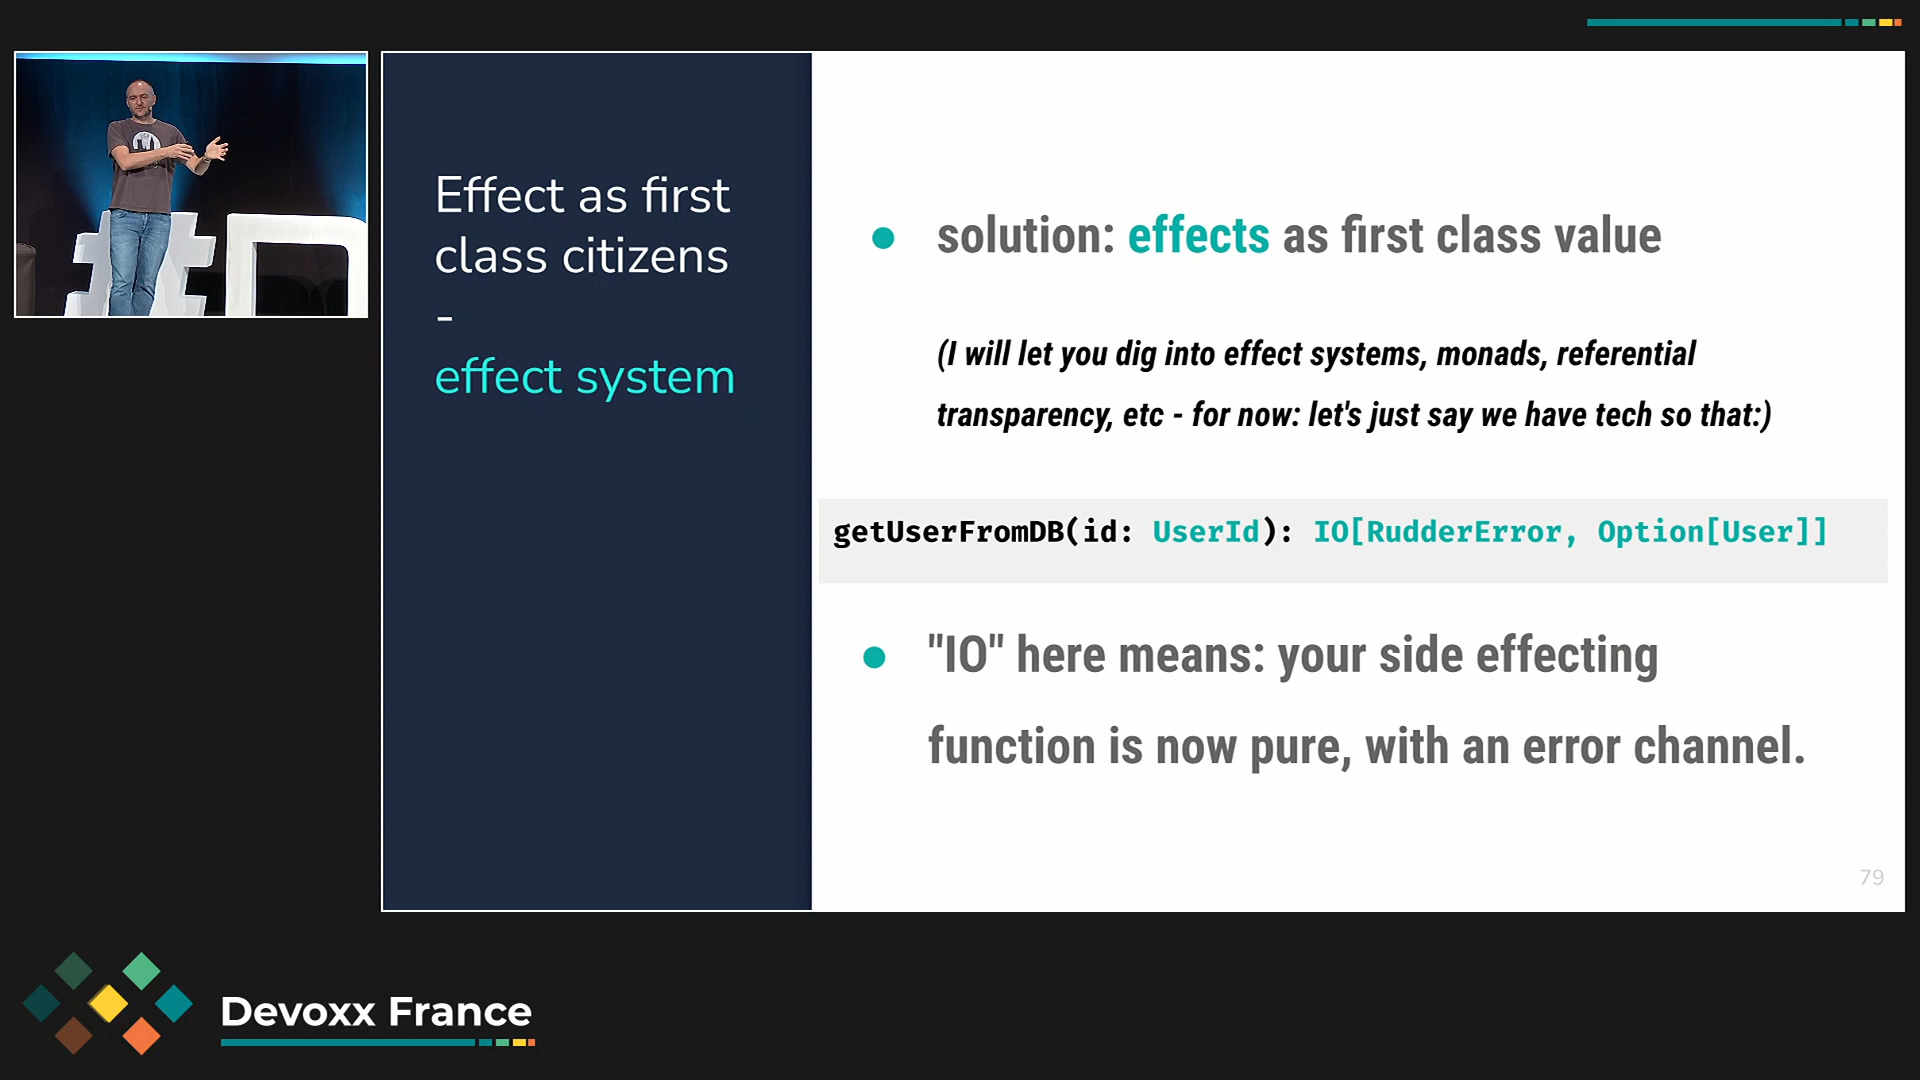 Effect as first
class citizens
-
effect system
● solution: effects as first class value
(I will let you dig into effect systems, monads, referential
transparency, etc - for now: let's just say we have tech so that:)
getUserFromDB(id: UserId): IO[RudderError, Option[User]]
● "IO" here means: your side effecting
function is now pure, with an error channel.
79
Devoxx France